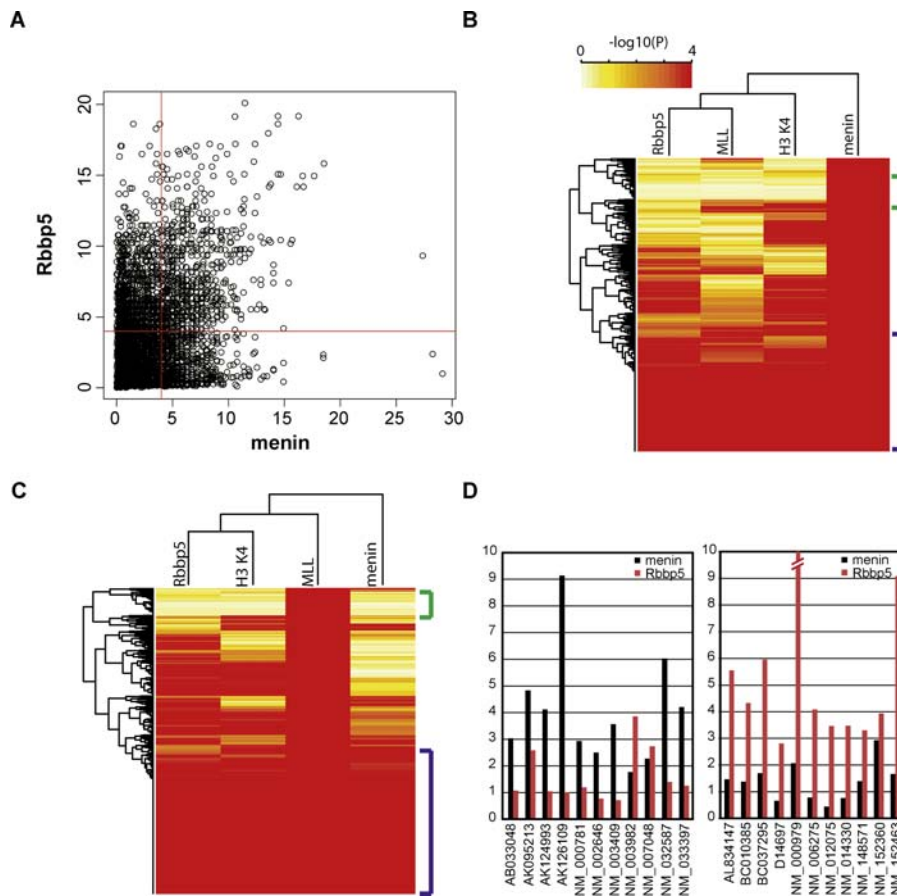 A
Rbbp5
20
15
10
5
0
0 5 10 15 20 25 30
menin
B
-log10(P)
0 4
Rbbp5
MLL
H3 K4
menin
C
Rbbp5
H3 K4
MLL
menin
D
10
9
8
7
6
5
4
3
2
1
0
menin
Rbbp5
AB033048
AK095213
AK124993
AK126109
NM_000781
NM_002646
NM_003409
NM_003982
NM_007048
NM_032587
NM_033397
10
9
8
7
6
5
4
3
2
1
0
menin
Rbbp5
AL834147
BC010385
BC037295
D14697
NM_000979
NM_006275
NM_012075
NM_014330
NM_148571
NM_152360
NM_152463